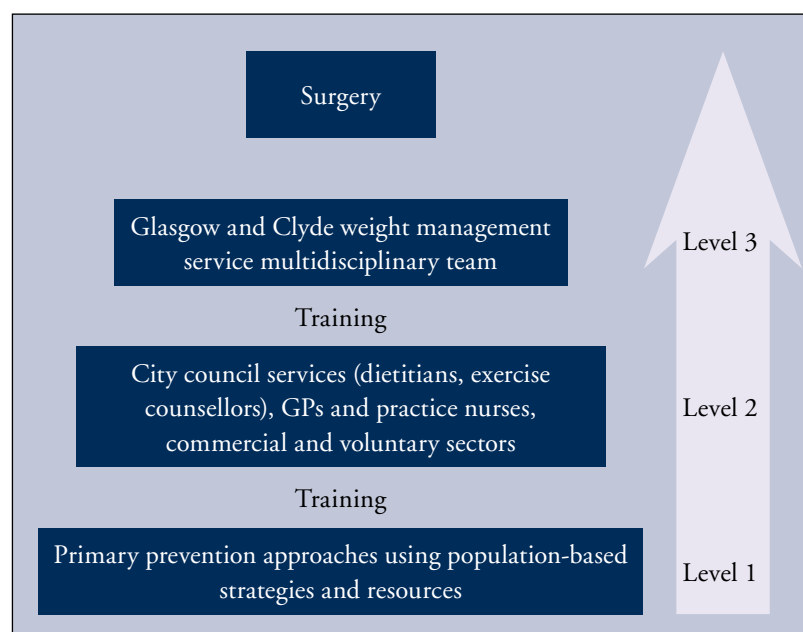 Surgery
Glasgow and Clyde weight management
service multidisciplinary team
Level 3
Training
City council services (dietitians, exercise
counsellors), GPs and practice nurses,
commercial and voluntary sectors
Level 2
Training
Primary prevention approaches using population-based
strategies and resources
Level 1